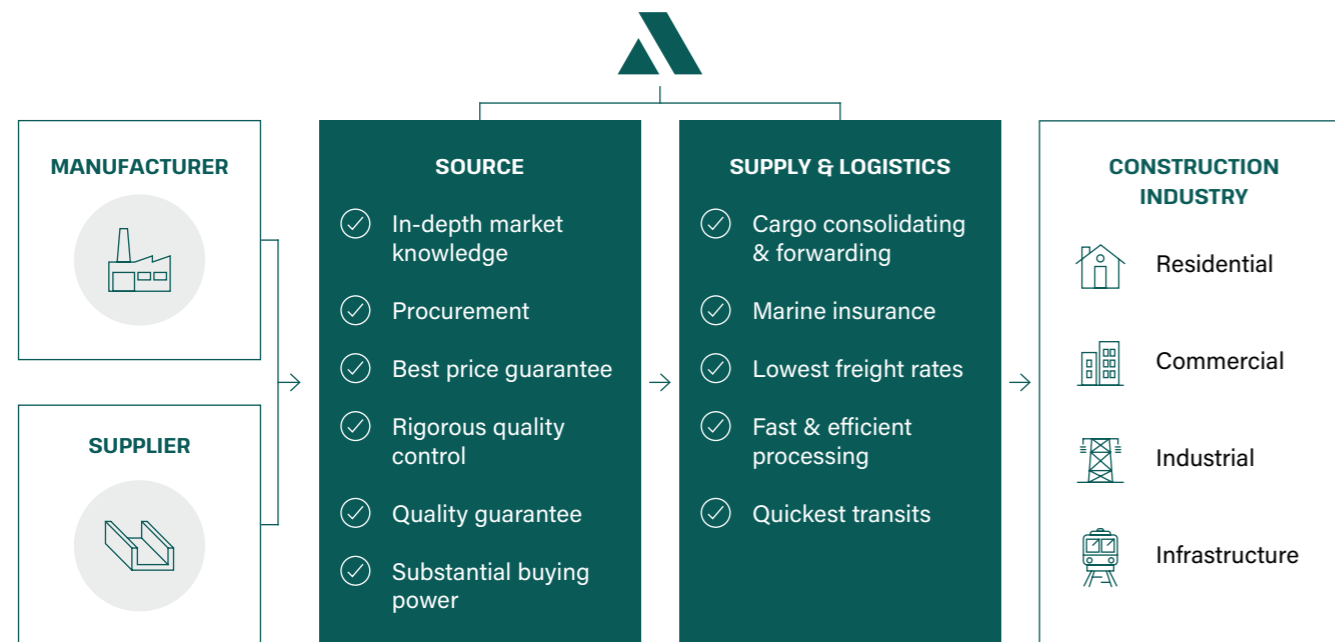 MANUFACTURER
SUPPLIER
SOURCE
In-depth market
knowledge
Procurement
Best price guarantee
Rigorous quality
control
Quality guarantee
Substantial buying
power
SUPPLY & LOGISTICS
Cargo consolidating
& forwarding
Marine insurance
Lowest freight rates
Fast & efficient
processing
Quickest transits
CONSTRUCTION
INDUSTRY
Residential
Commercial
Industrial
Infrastructure